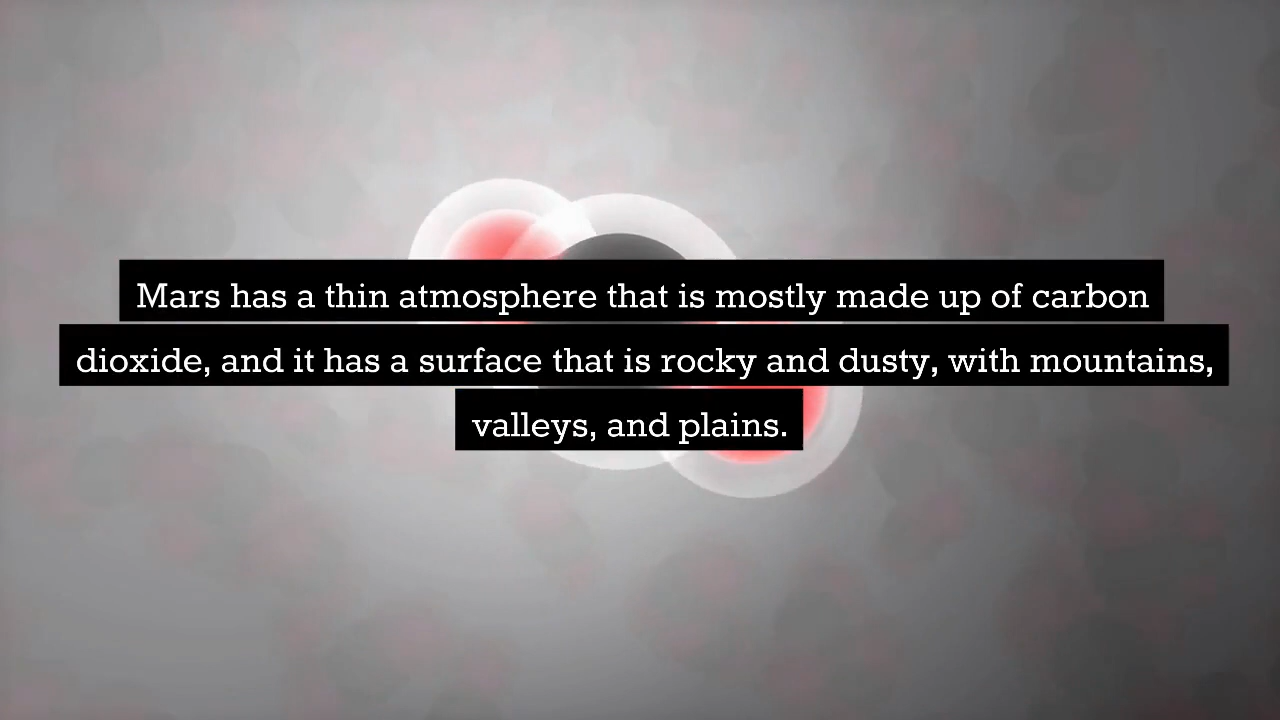 Mars has a thin atmosphere that is mostly made up of carbon
dioxide, and it has a surface that is rocky and dusty, with mountains,
valleys, and plains.